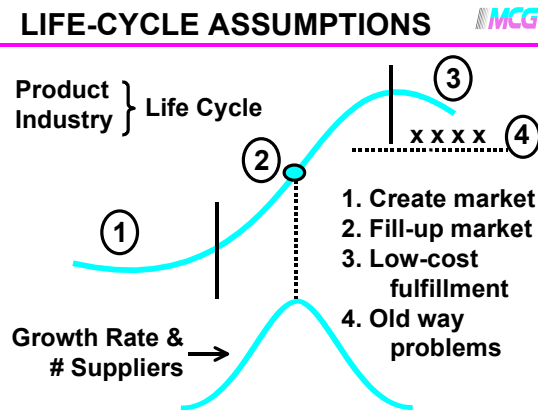 LIFE-CYCLE ASSUMPTIONS
MCG
Product
Industry
Life Cycle
3
x x x x
4
2
1
1. Create market
2. Fill-up market
3. Low-cost
fulfillment
4. Old way
problems
Growth Rate &
# Suppliers